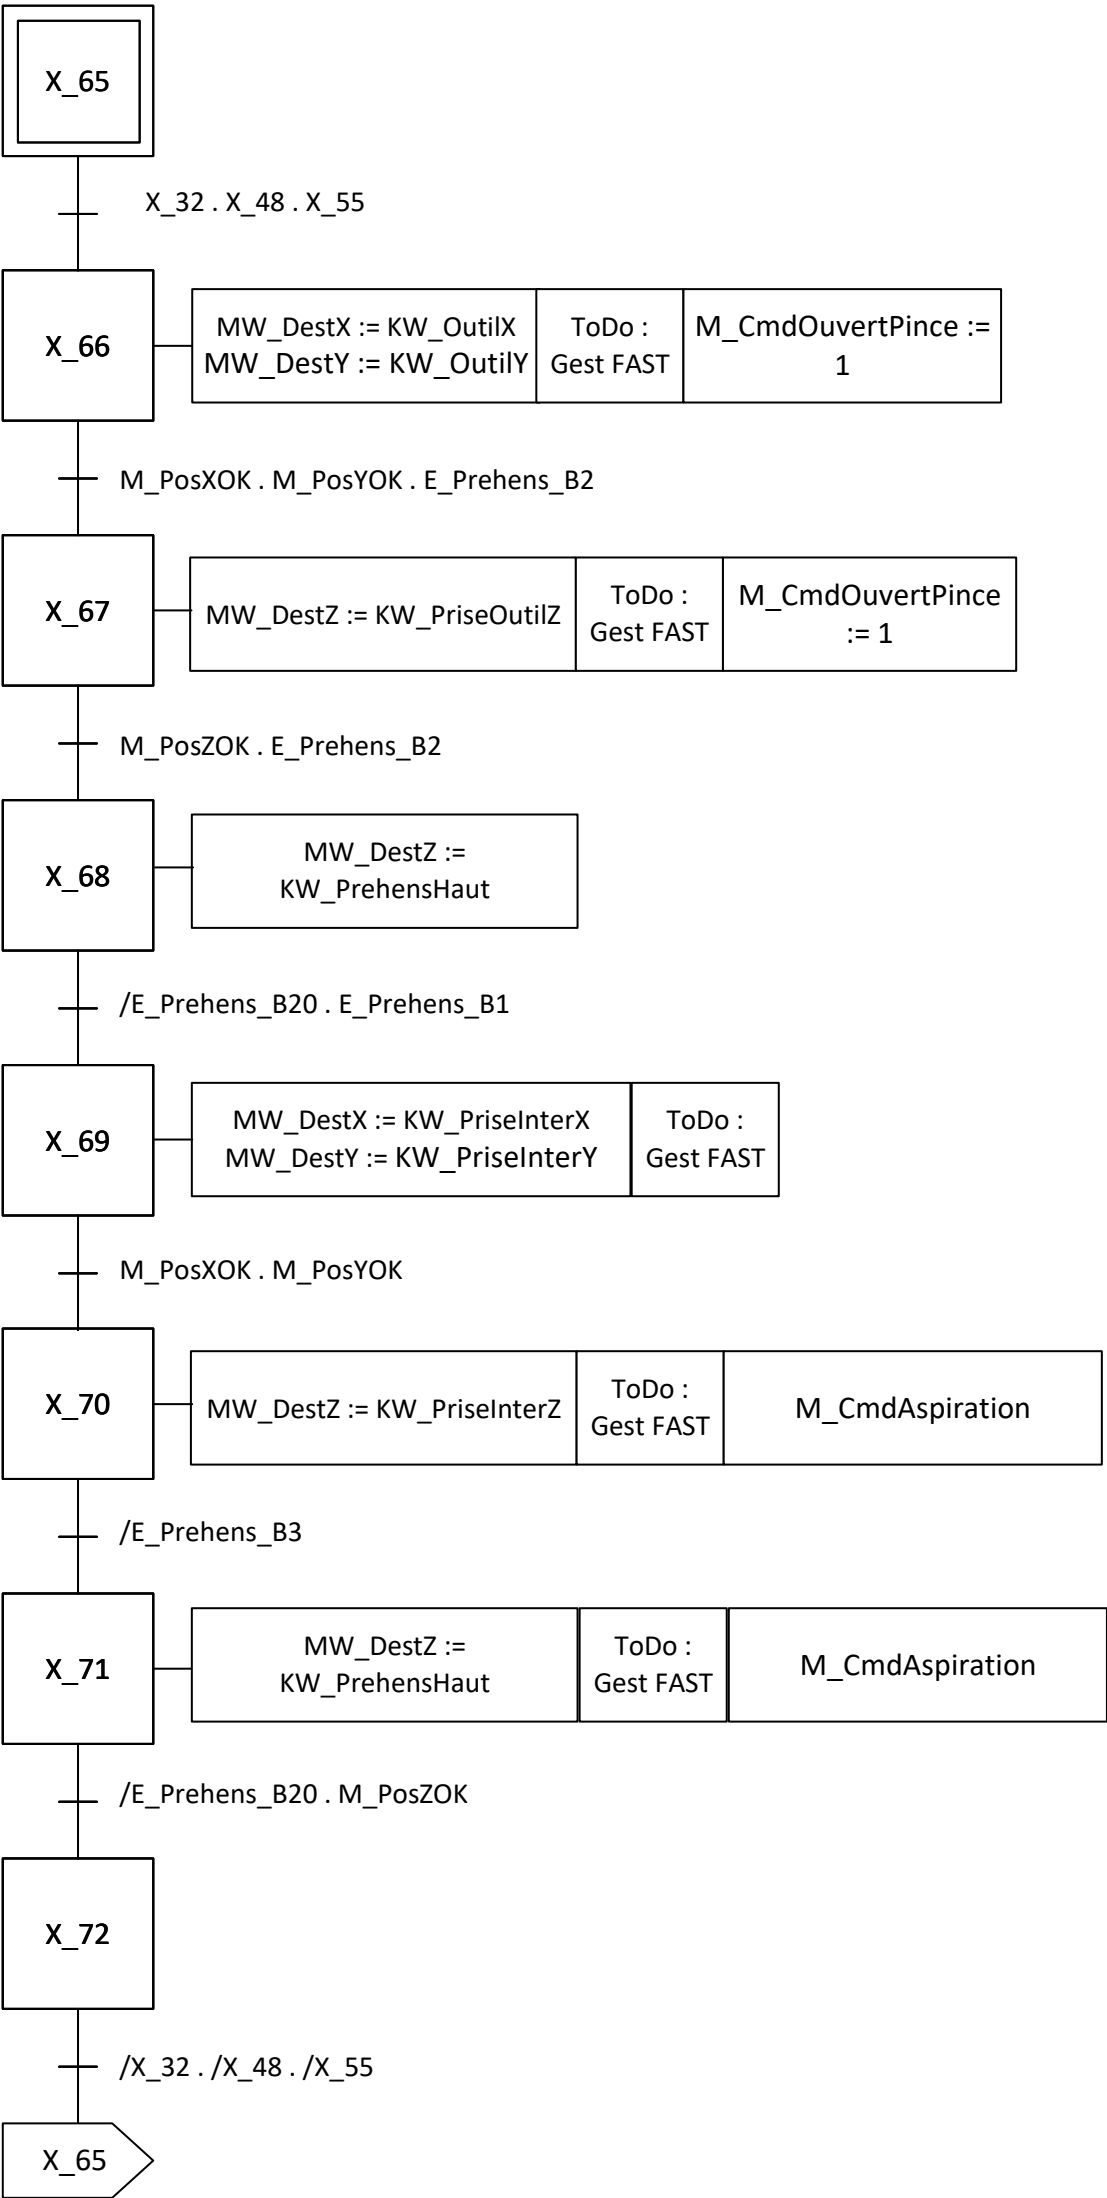 X_65
X_32 . X_48 . X_55
X_66
MW_DestX := KW_OutilX
MW_DestY := KW_OutilY
ToDo :
Gest FAST
M_CmdOuvertPince :=
1
M_PosXOK . M_PosYOK . E_Prehens_B2
X_67
MW_DestZ := KW_PriseOutilZ
ToDo :
Gest FAST
M_CmdOuvertPince
:= 1
M_PosZOK . E_Prehens_B2
X_68
MW_DestZ :=
KW_PrehensHaut
/E_Prehens_B20 . E_Prehens_B1
X_69
MW_DestX := KW_PriseInterX
MW_DestY := KW_PriseInterY
ToDo :
Gest FAST
M_PosXOK . M_PosYOK
X_70
MW_DestZ := KW_PriseInterZ
ToDo :
Gest FAST
M_CmdAspiration
/E_Prehens_B3
X_71
MW_DestZ :=
KW_PrehensHaut
ToDo :
Gest FAST
M_CmdAspiration
/E_Prehens_B20 . M_PosZOK
X_72
/X_32 . /X_48 . /X_55
X_65